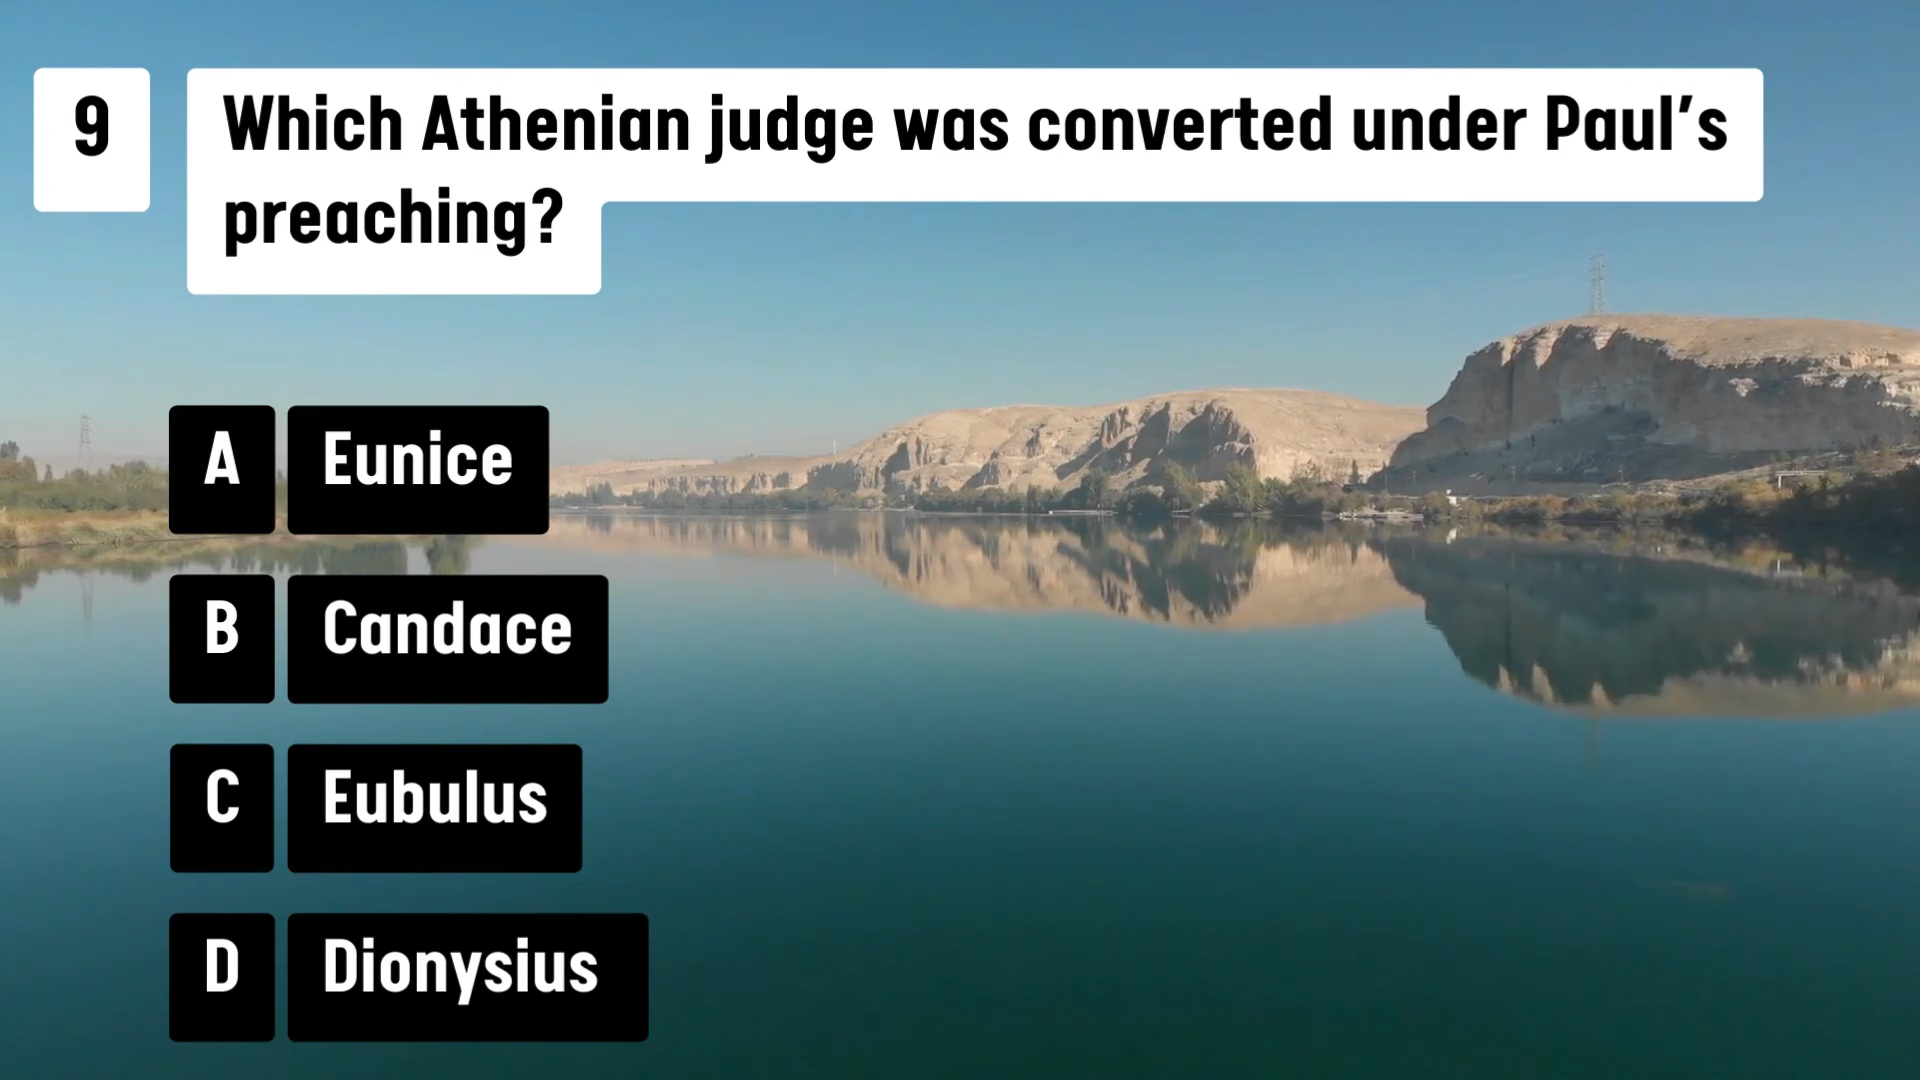 9
Which Athenian judge was converted under Paul's
preaching?
A Eunice
B Candace
C Eubulus
D Dionysius